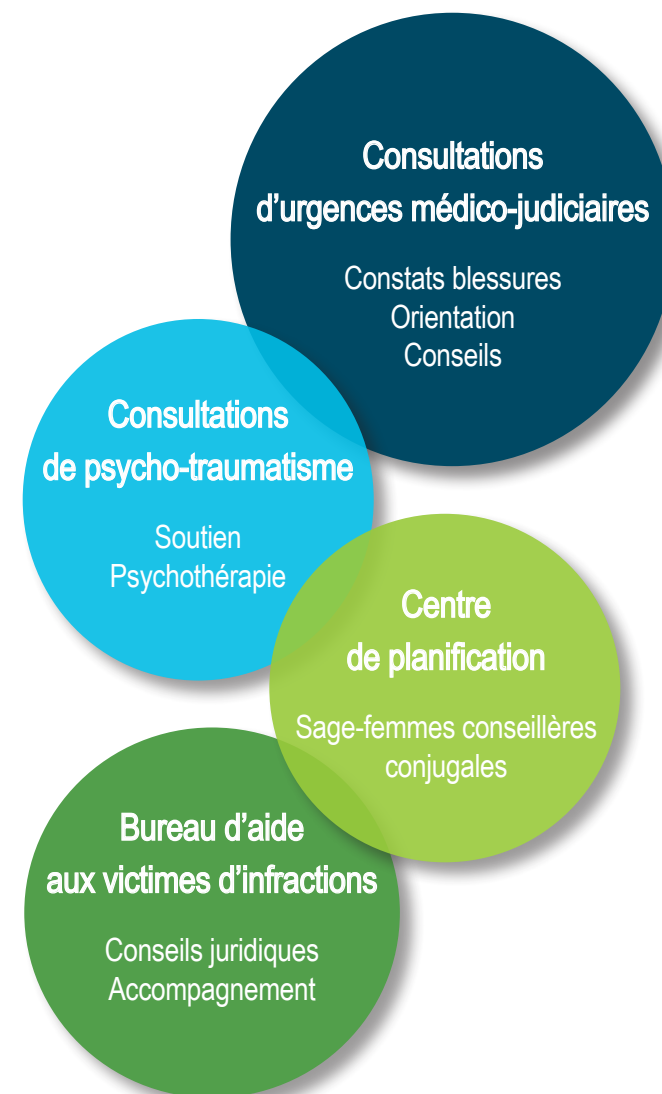 Consultations
d’urgences médico-judiciaires
Constats blessures
Orientation
Conseils
Consultations
de psycho-traumatisme
Soutien
Psychothérapie
Centre
de planification
Sage-femmes conseillères
conjugales
Bureau d’aide
aux victimes d’infractions
Conseils juridiques
Accompagnement